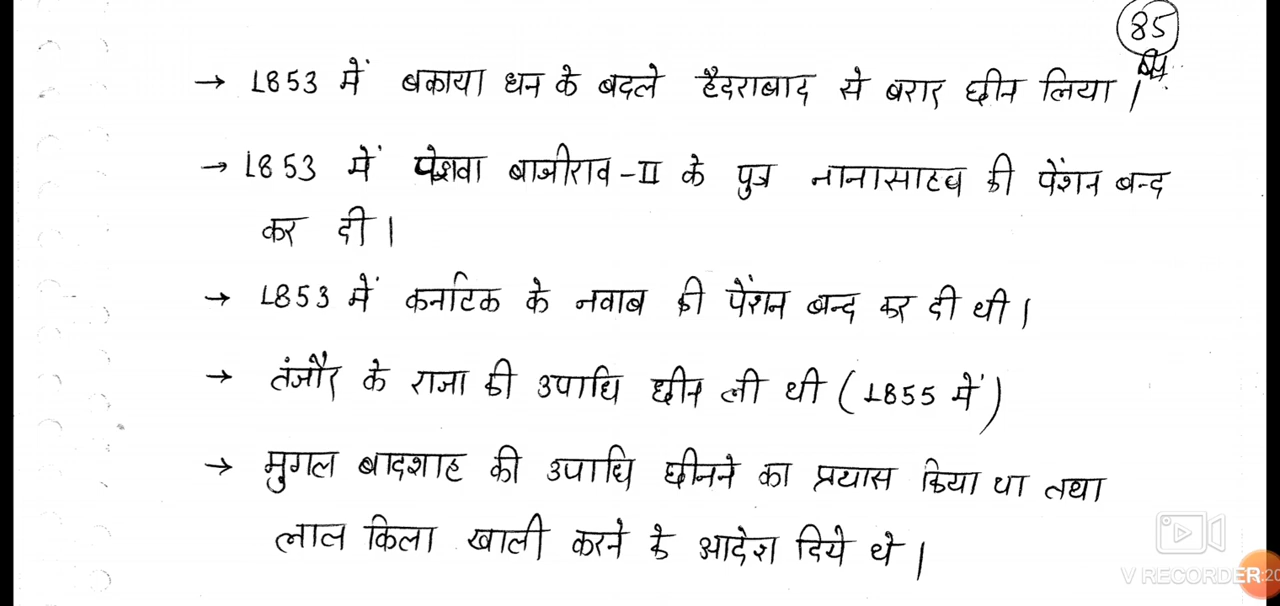 85
→ 1853 में बकाया धन के बदले हैदराबाद से बरार छीन लिया।
→ 1853 में पेशवा बाजीराव-II के पुत्र नानासाहब की पेंशन बन्द
कर दी।
→ 1853 में कर्नाटक के नवाब की पेंशन बन्द कर दी थी।
→ तंजौर के राजा की उपाधि छीन ली थी (1855 में)
→ मुगल बादशाह की उपाधि छीनने का प्रयास किया था तथा
लाल किला खाली करने के आदेश दिये थे।
V RECORDER